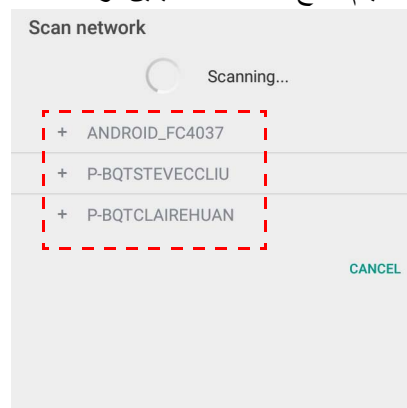 Scan network
Scanning...
+ ANDROID_FC4037
+ P-BQTSTEVECCLIU
+ P-BQTCLAIREHUAN
CANCEL